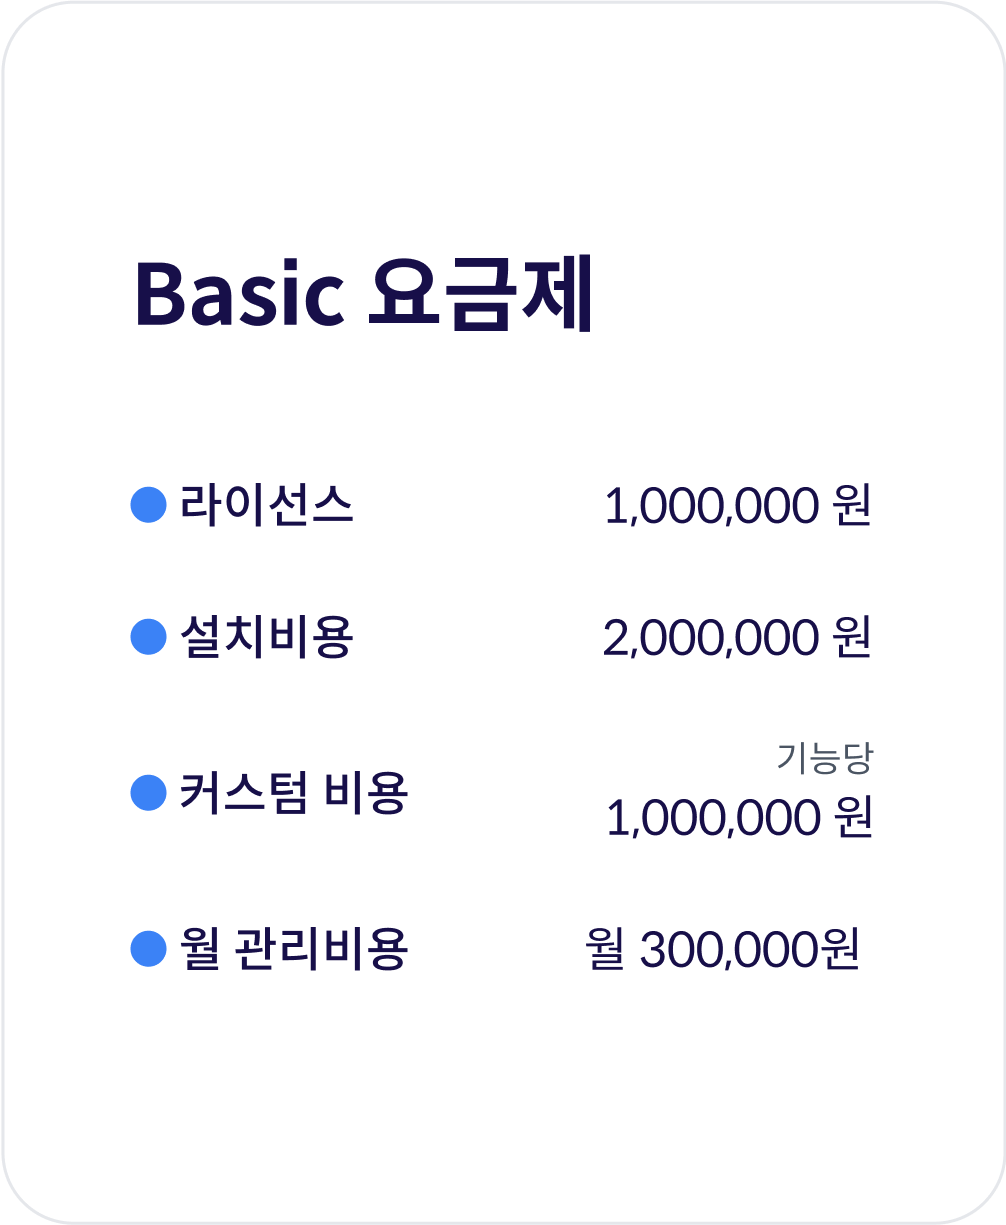 Basic 요금제
라이선스 1,000,000 원
설치비용 2,000,000 원
기능당
커스텀 비용 1,000,000 원
월 관리비용 월 300,000원